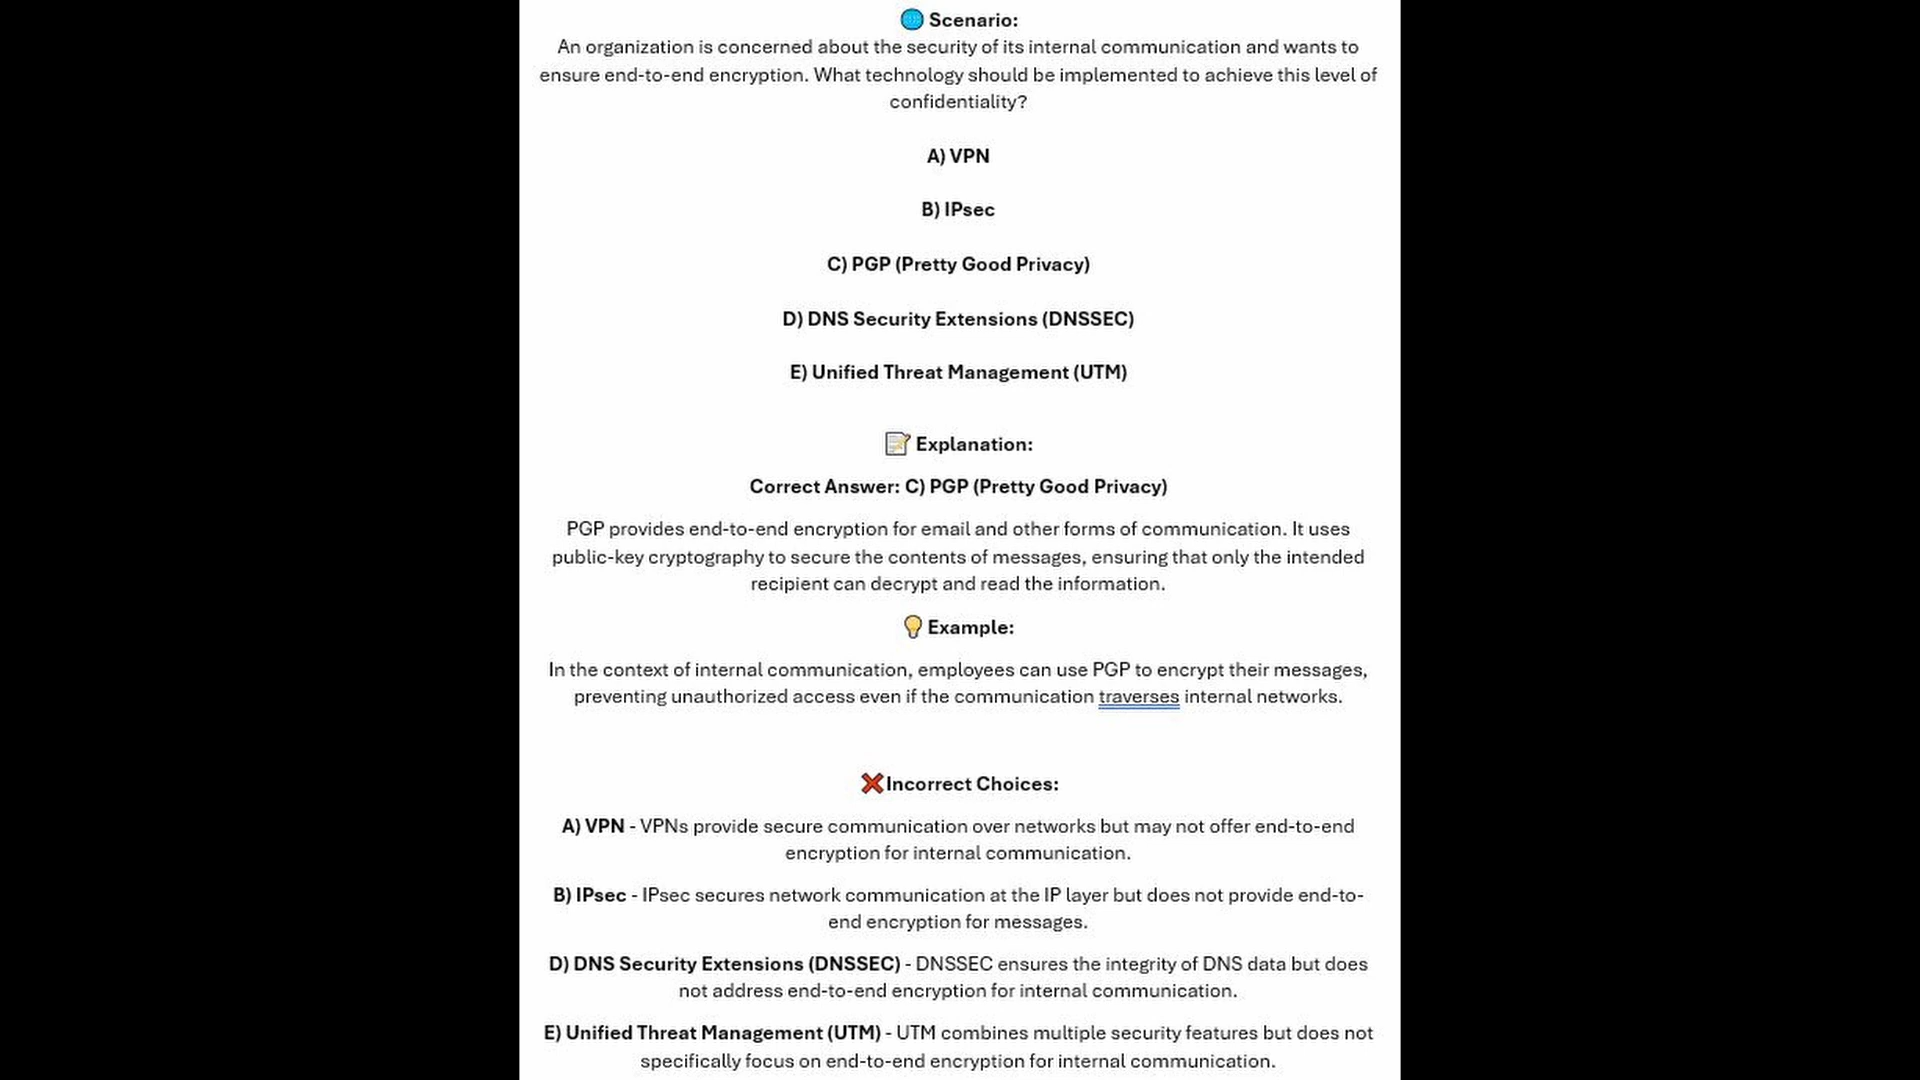 🌐 Scenario:
An organization is concerned about the security of its internal communication and wants to
ensure end-to-end encryption. What technology should be implemented to achieve this level of
confidentiality?
A) VPN
B) IPsec
C) PGP (Pretty Good Privacy)
D) DNS Security Extensions (DNSSEC)
E) Unified Threat Management (UTM)
📝 Explanation:
Correct Answer: C) PGP (Pretty Good Privacy)
PGP provides end-to-end encryption for email and other forms of communication. It uses
public-key cryptography to secure the contents of messages, ensuring that only the intended
recipient can decrypt and read the information.
💡 Example:
In the context of internal communication, employees can use PGP to encrypt their messages,
preventing unauthorized access even if the communication traverses internal networks.
❌Incorrect Choices:
A) VPN - VPNs provide secure communication over networks but may not offer end-to-end
encryption for internal communication.
B) IPsec - IPsec secures network communication at the IP layer but does not provide end-to-
end encryption for messages.
D) DNS Security Extensions (DNSSEC) - DNSSEC ensures the integrity of DNS data but does
not address end-to-end encryption for internal communication.
E) Unified Threat Management (UTM) - UTM combines multiple security features but does not
specifically focus on end-to-end encryption for internal communication.